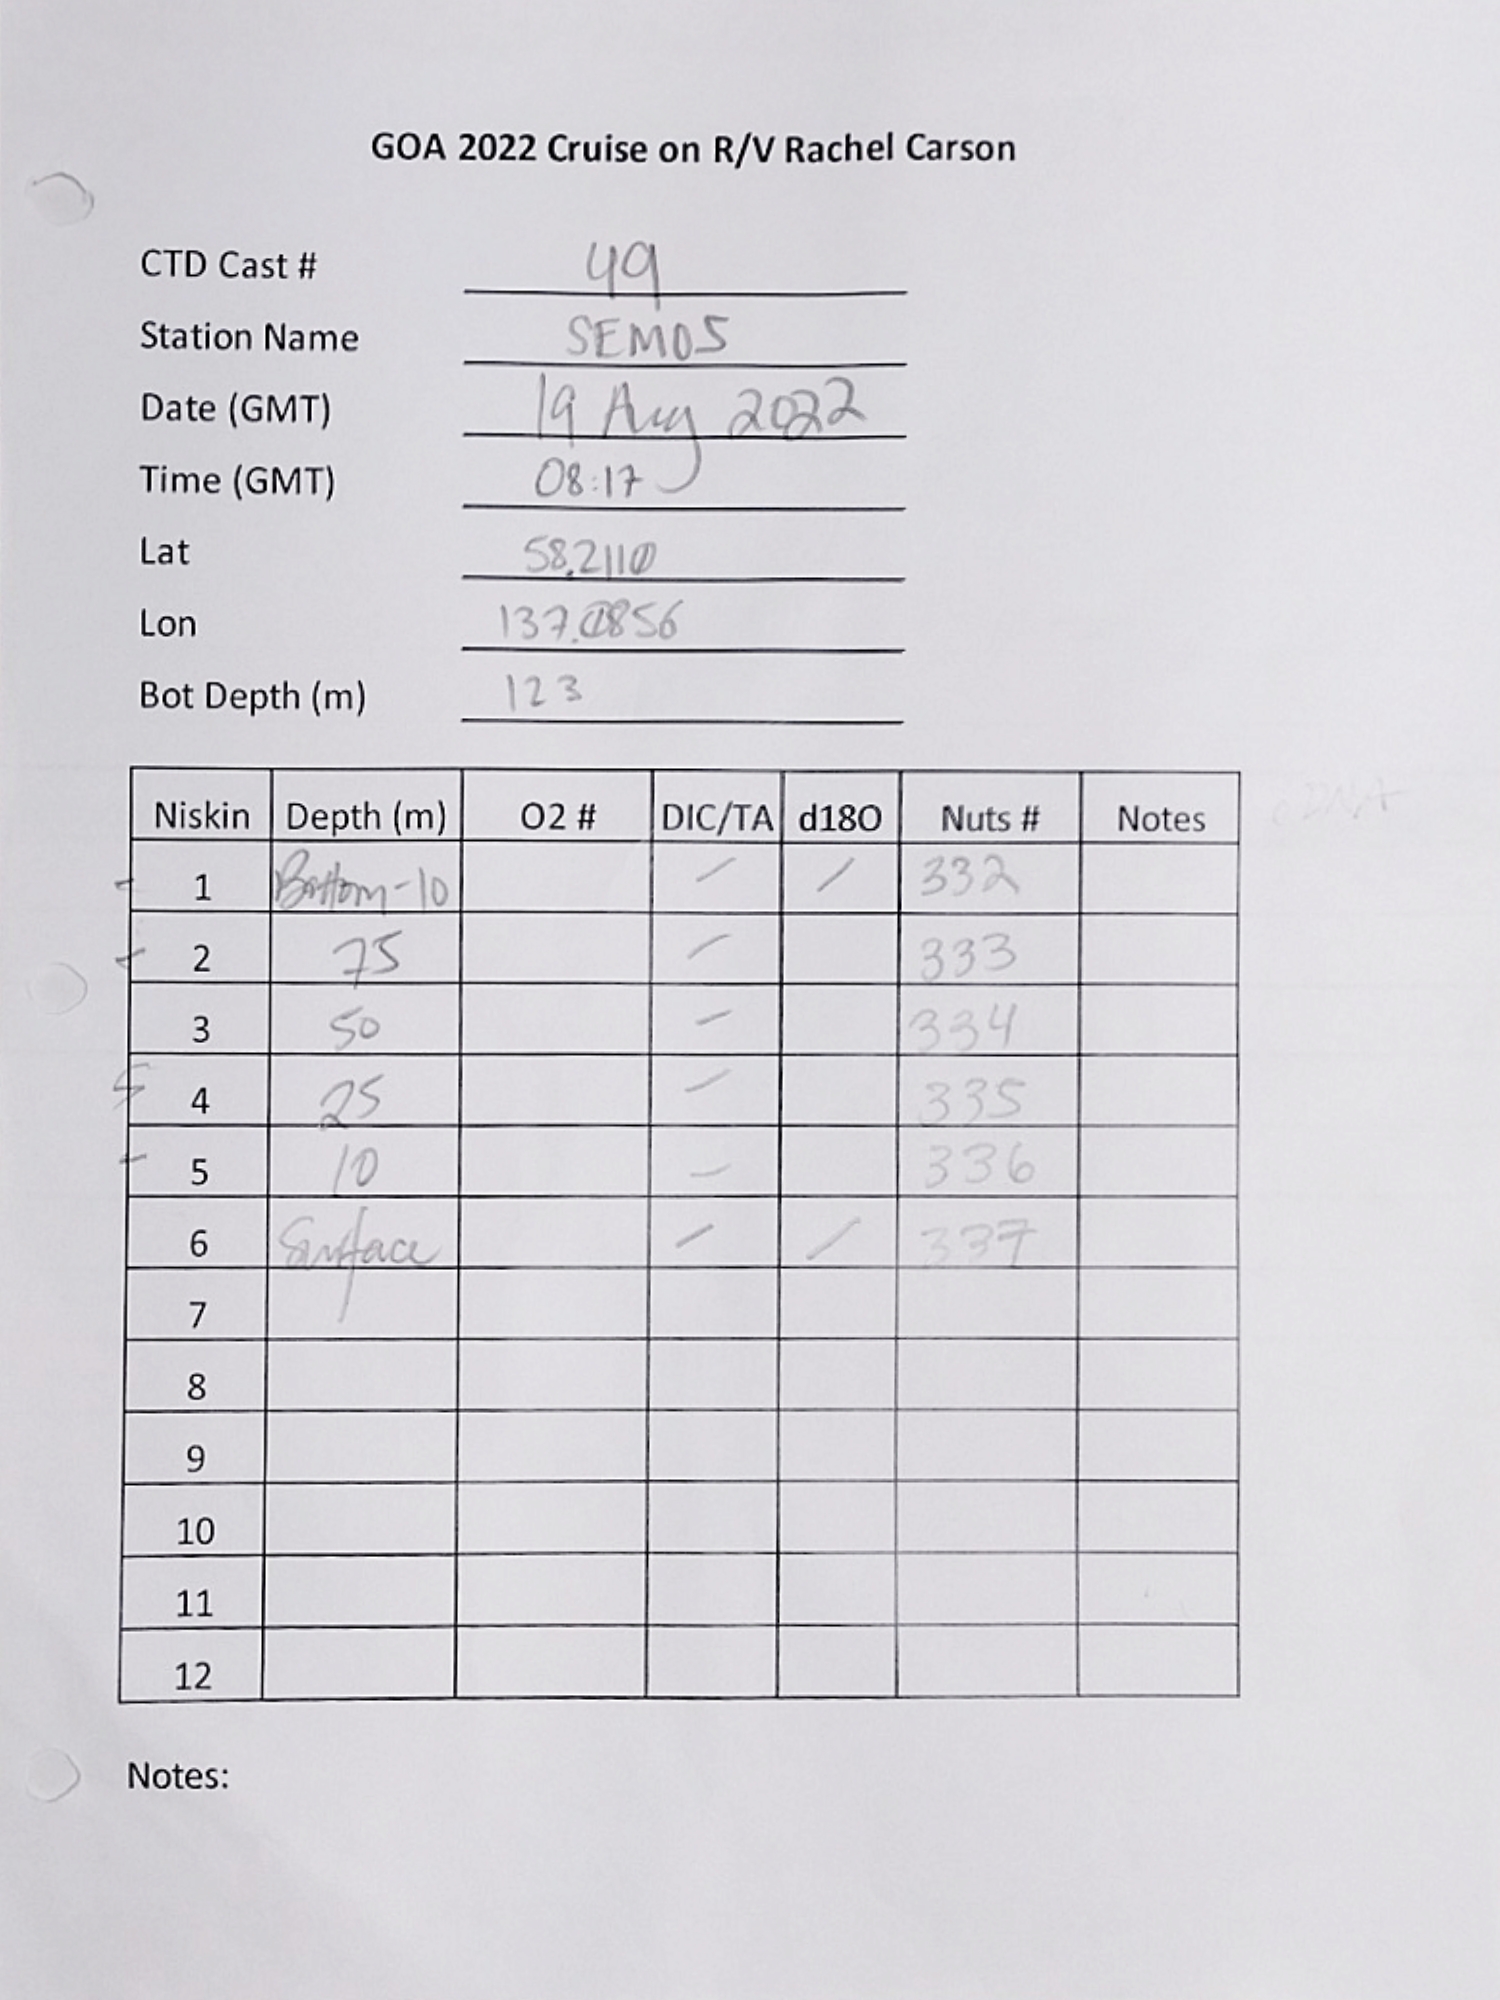 GOA 2022 Cruise on R/V Rachel Carson
CTD Cast # 49
Station Name SEM05
Date (GMT) 19 Aug 2022
Time (GMT) 08:17
Lat 58.2110
Lon 137.0856
Bot Depth (m) 123
Niskin Depth (m) O2 # DIC/TA d18O Nuts # Notes
- 1 Bottom-10 / / 332
- 2 75 / 333
3 50 / 334
4 25 / 335
- 5 10 / 336
6 Surface / / 337
7
8
9
10
11
12
Notes: